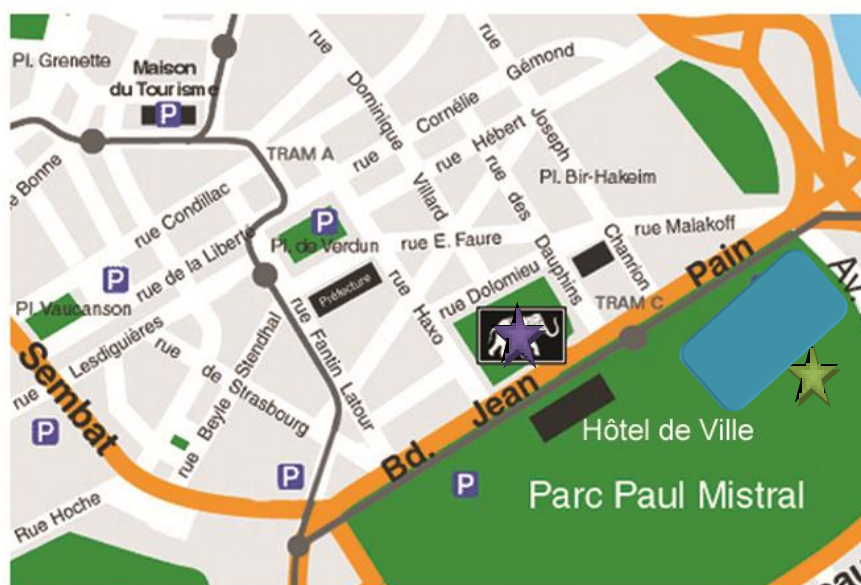 Pl. Grenette
Maison
du Tourisme
P
rue
Dominique
Villard
rue
Joseph
Chanrion
Gémond
Cornélie
rue
rue
Hébert
rue
des
Dauphins
TRAM A
Pl. Bir-Hakeim
Bonne
rue Condillac
rue de la Liberté
P
Pl. de Verdun
rue E. Faure
rue Malakoff
P
Pl. Vaucanson
Préfecture
rue
Haxo
rue Dolomieu
TRAM C
Bd. Jean Pain
Av.
rue Lesdiguières
rue
de
Strasbourg
rue Beyle Stendhal
rue Fantin Latour
Sembat
P
P
P
Rue Hoche
Hôtel de Ville
Parc Paul Mistral